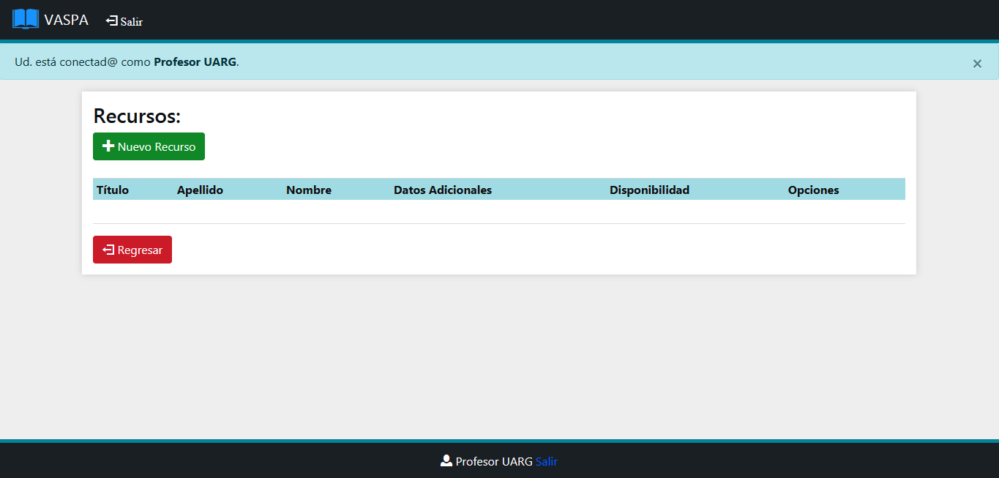 VASPA Salir
Ud. está conectad@ como Profesor UARG. ×
Recursos:
Nuevo Recurso
Título Apellido Nombre Datos Adicionales Disponibilidad Opciones
Regresar
Profesor UARG Salir